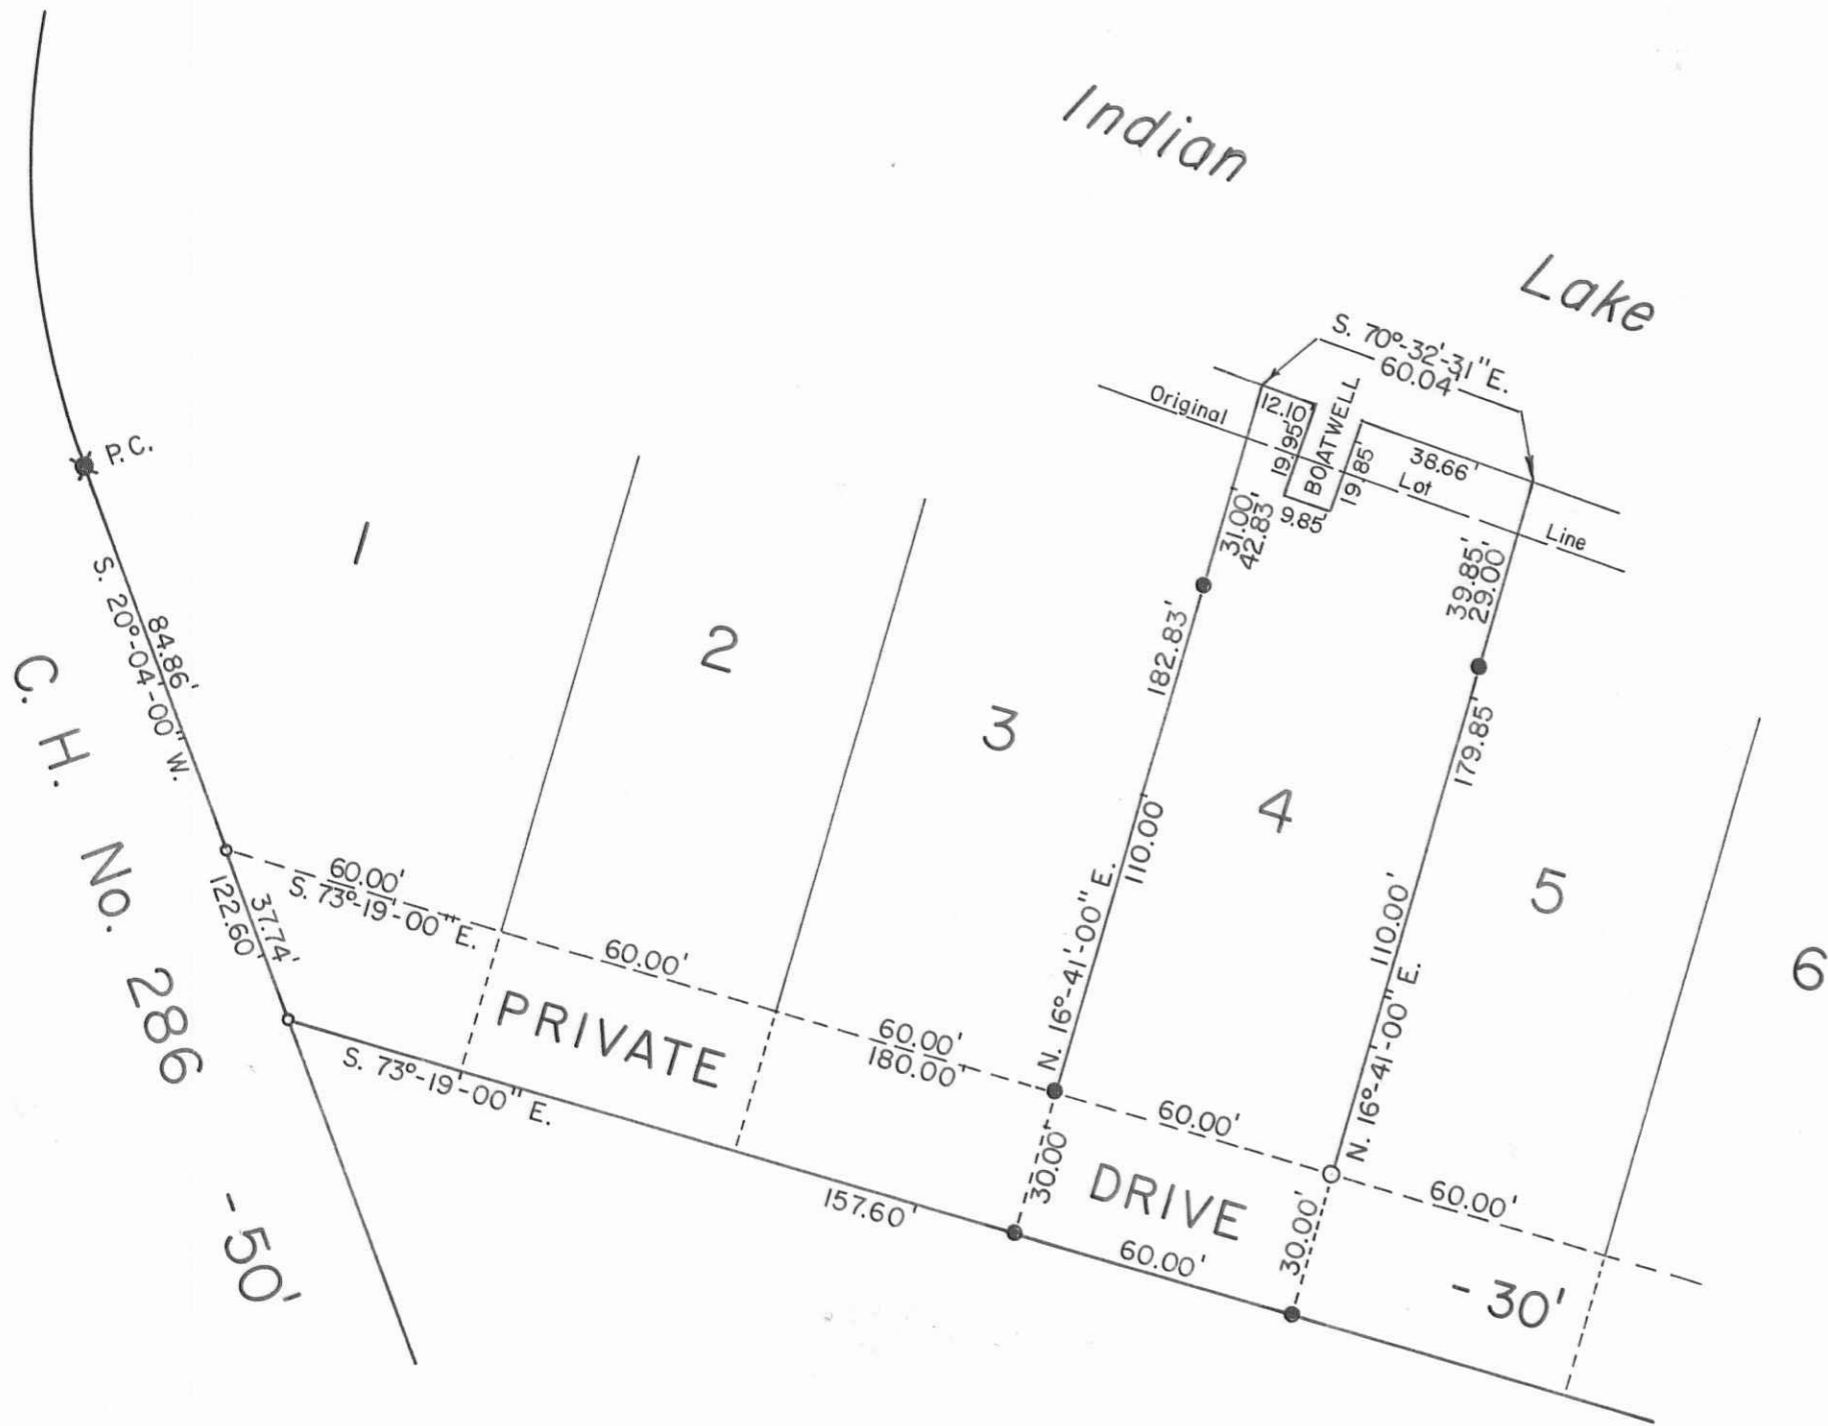 Indian
Lake
S. 70°-32'-31" E.
60.04'
Original
Lot
Line
12.10'
19.95'
BOATWELL
19.85'
9.85'
38.66'
31.00'
42.83'
39.85'
29.00'
P.C.
1
2
3
4
5
6
84.86'
S. 20°-04'-00" W.
182.83'
110.00'
N. 16°-41'-00" E.
179.85'
110.00'
N. 16°-41'-00" E.
C. H. No. 286 -50'
37.74'
122.60'
60.00'
S. 73°-19'-00" E.
60.00'
60.00'
180.00'
60.00'
60.00'
PRIVATE DRIVE -30'
30.00'
30.00'
S. 73°-19'-00" E.
157.60'
60.00'